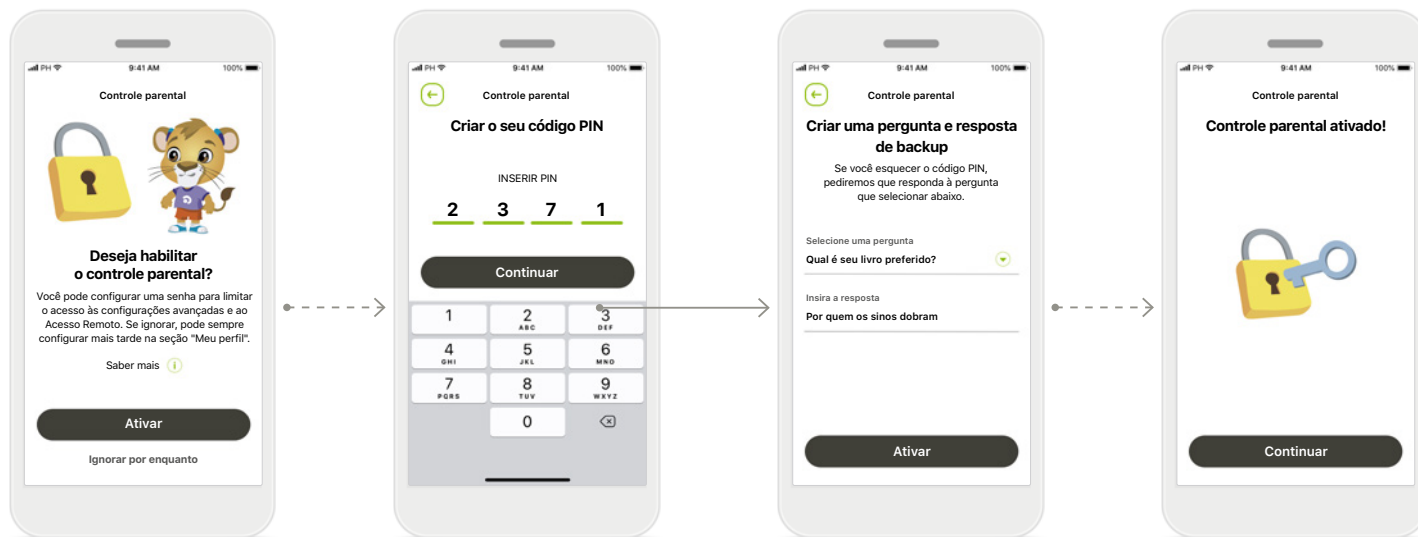 PH 9:41 AM 100%
Controle parental
Deseja habilitar
o controle parental?
Você pode configurar uma senha para limitar
o acesso às configurações avançadas e ao
Acesso Remoto. Se ignorar, pode sempre
configurar mais tarde na seção "Meu perfil".
Saber mais i
Ativar
Ignorar por enquanto
PH 9:41 AM 100%
Controle parental
Criar o seu código PIN
INSERIR PIN
2 3 7 1
Continuar
1 2 3
ABC DEF
4 5 6
GHI JKL MNO
7 8 9
PQRS TUV WXYZ
0
PH 9:41 AM 100%
Controle parental
Criar uma pergunta e resposta
de backup
Se você esquecer o código PIN,
pediremos que responda à pergunta
que selecionar abaixo.
Selecione uma pergunta
Qual é seu livro preferido?
Insira a resposta
Por quem os sinos dobram
Ativar
PH 9:41 AM 100%
Controle parental
Controle parental ativado!
Continuar